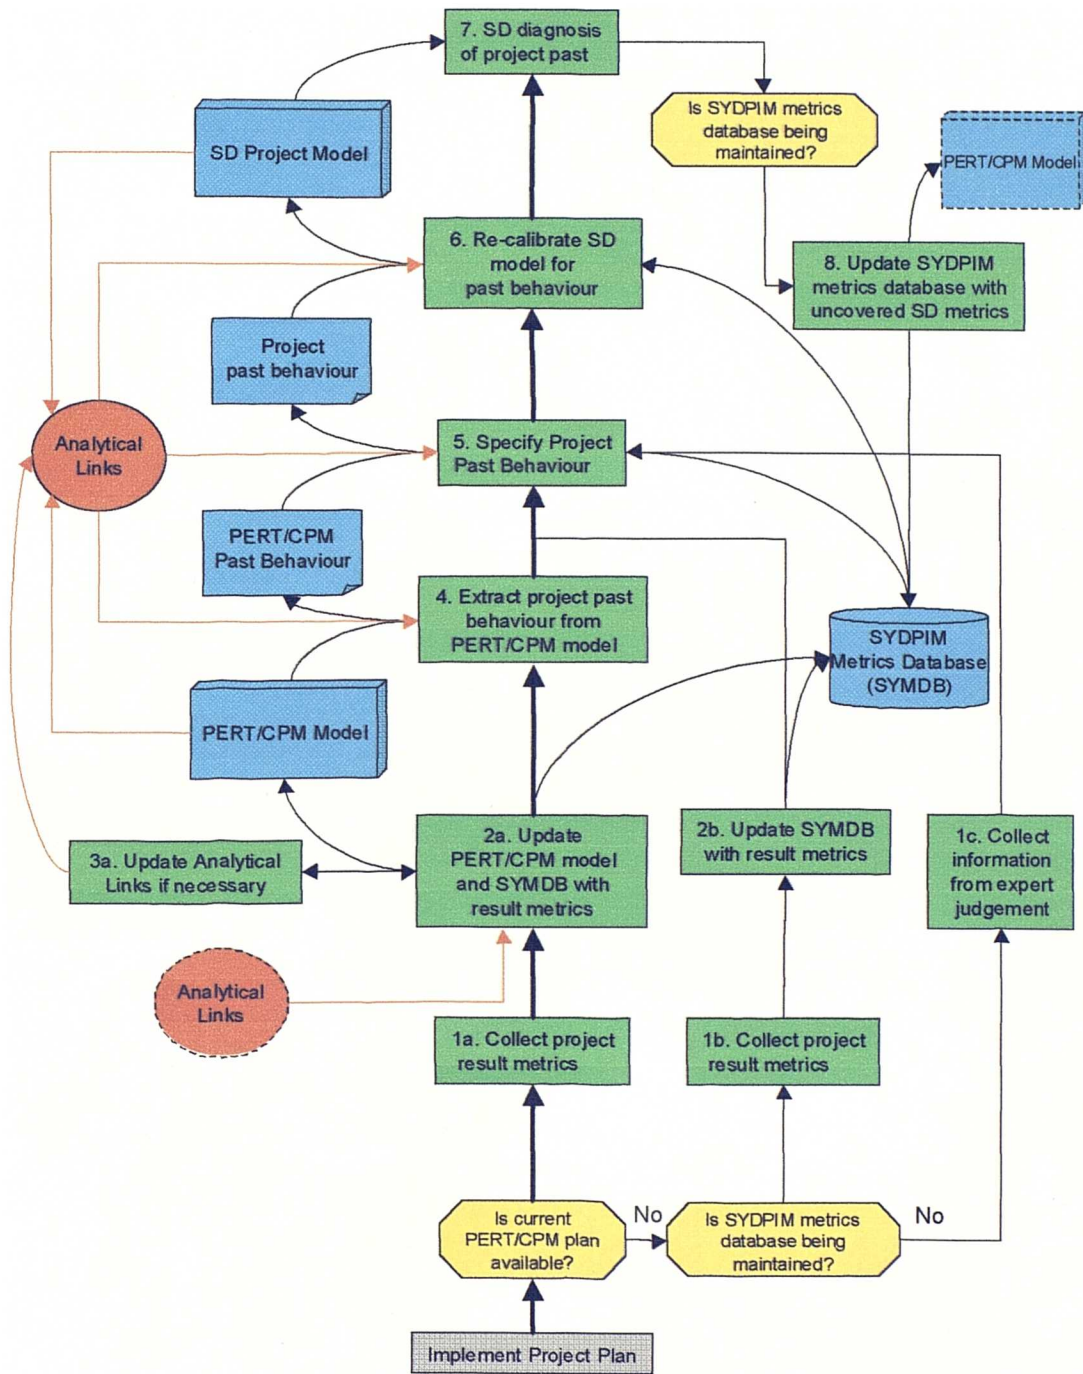 7. SD diagnosis
of project past
Is SYDPIM metrics
database being
maintained?
SD Project Model
PERT/CPM Model
6. Re-calibrate SD
model for
past behaviour
8. Update SYDPIM
metrics database with
uncovered SD metrics
Project
past behaviour
Analytical
Links
5. Specify Project
Past Behaviour
PERT/CPM
Past Behaviour
4. Extract project past
behaviour from
PERT/CPM model
SYDPIM
Metrics Database
(SYMDB)
PERT/CPM Model
2a. Update
PERT/CPM model
and SYMDB with
result metrics
2b. Update SYMDB
with result metrics
1c. Collect
information
from expert
judgement
3a. Update Analytical
Links if necessary
Analytical
Links
1a. Collect project
result metrics
1b. Collect project
result metrics
Is current
PERT/CPM plan
available?
No
Is SYDPIM metrics
database being
maintained?
No
Implement Project Plan